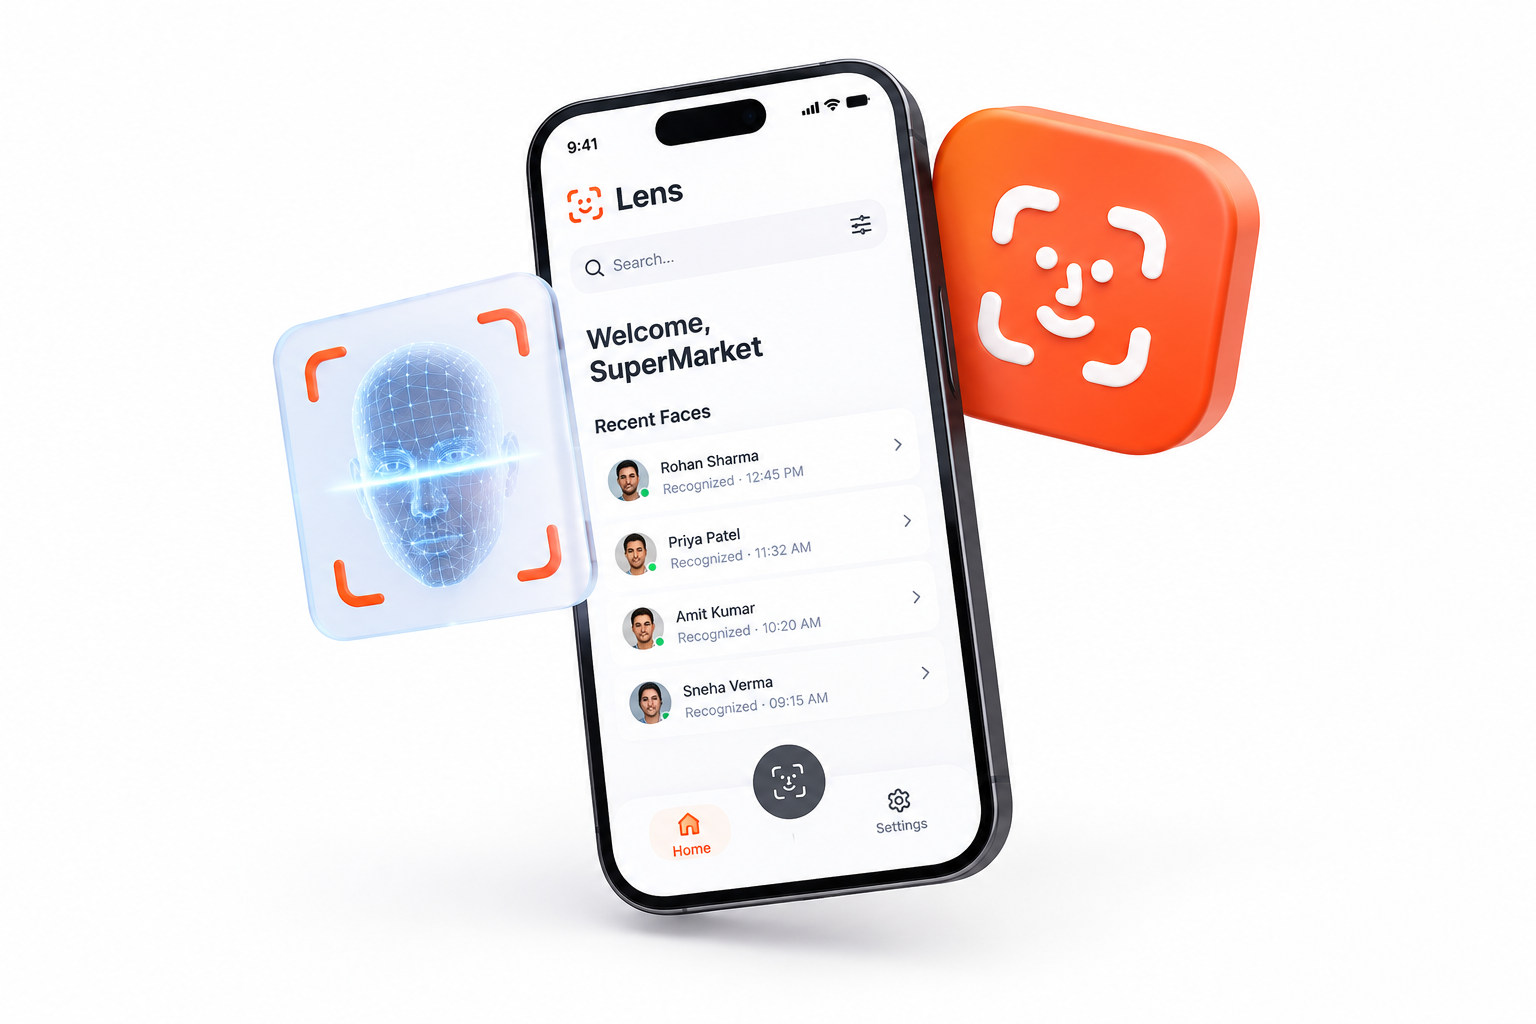 9:41
Lens
Search...
Welcome,
SuperMarket
Recent Faces
Rohan Sharma
Recognized · 12:45 PM
Priya Patel
Recognized · 11:32 AM
Amit Kumar
Recognized · 10:20 AM
Sneha Verma
Recognized · 09:15 AM
Home
Settings